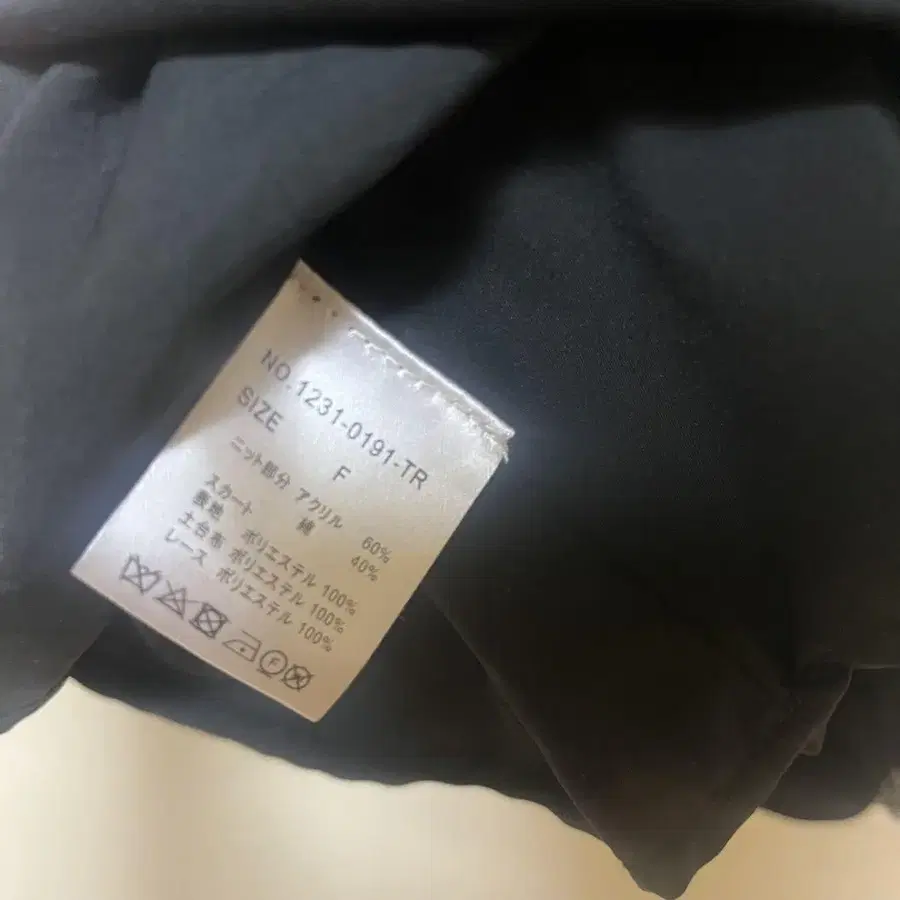 NO.1231-0191-TR
SIZE F
ニット部分 アクリル 60%
綿 40%
スカート
表地 ポリエステル 100%
土台布 ポリエステル 100%
レース ポリエステル 100%
F